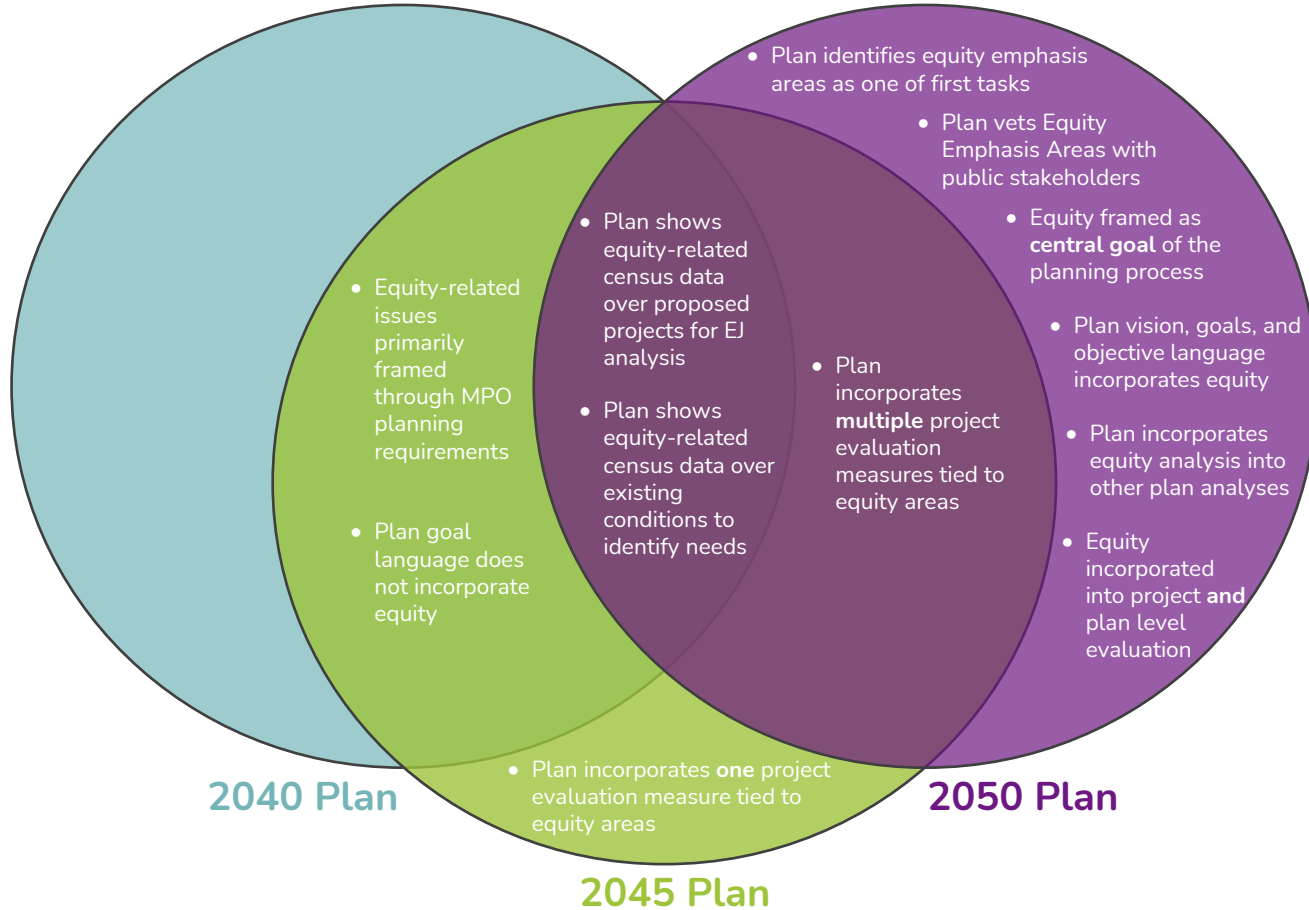 • Plan identifies equity emphasis
areas as one of first tasks
• Plan vets Equity
Emphasis Areas with
public stakeholders
• Equity framed as
central goal of the
planning process
• Plan vision, goals, and
objective language
incorporates equity
• Plan incorporates
equity analysis into
other plan analyses
• Equity
incorporated
into project and
plan level
evaluation
• Plan shows
equity-related
census data
over proposed
projects for EJ
analysis
• Plan shows
equity-related
census data over
existing
conditions to
identify needs
• Equity-related
issues
primarily
framed
through MPO
planning
requirements
• Plan goal
language does
not incorporate
equity
• Plan
incorporates
multiple project
evaluation
measures tied to
equity areas
• Plan incorporates one project
evaluation measure tied to
equity areas
2040 Plan
2050 Plan
2045 Plan